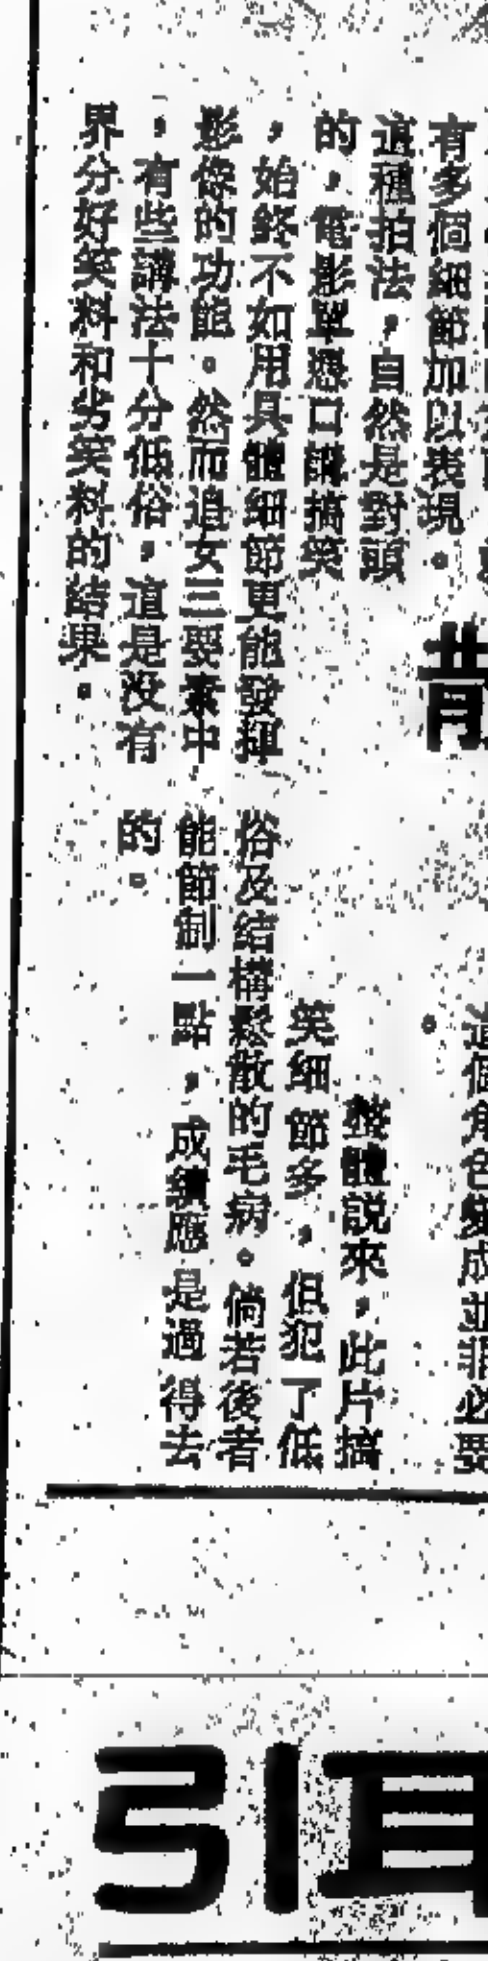 有多個細節加以表現。
這種拍法，自然是對頭
的，電影單憑口講搞笑
，始終不如用具體細節更能發揮
影像的功能。然而追女三要素中
，有些講法十分低俗，這是沒有
界分好笑料和劣笑料的結果。
散
這個角色變成並非必要
。
整體說來，此片搞
笑細節多，但犯了低
俗及結構鬆散的毛病。倘若後者
能節制一點，成績應是過得去
的。
引